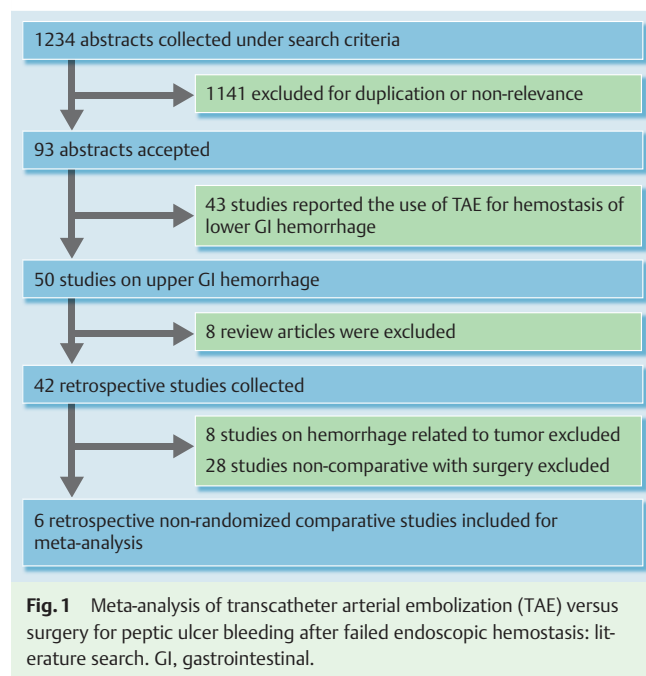 1234 abstracts collected under search criteria
1141 excluded for duplication or non-relevance
93 abstracts accepted
43 studies reported the use of TAE for hemostasis of
lower GI hemorrhage
50 studies on upper GI hemorrhage
8 review articles were excluded
42 retrospective studies collected
8 studies on hemorrhage related to tumor excluded
28 studies non-comparative with surgery excluded
6 retrospective non-randomized comparative studies included for
meta-analysis
Fig. 1 Meta-analysis of transcatheter arterial embolization (TAE) versus
surgery for peptic ulcer bleeding after failed endoscopic hemostasis: lit-
erature search. GI, gastrointestinal.